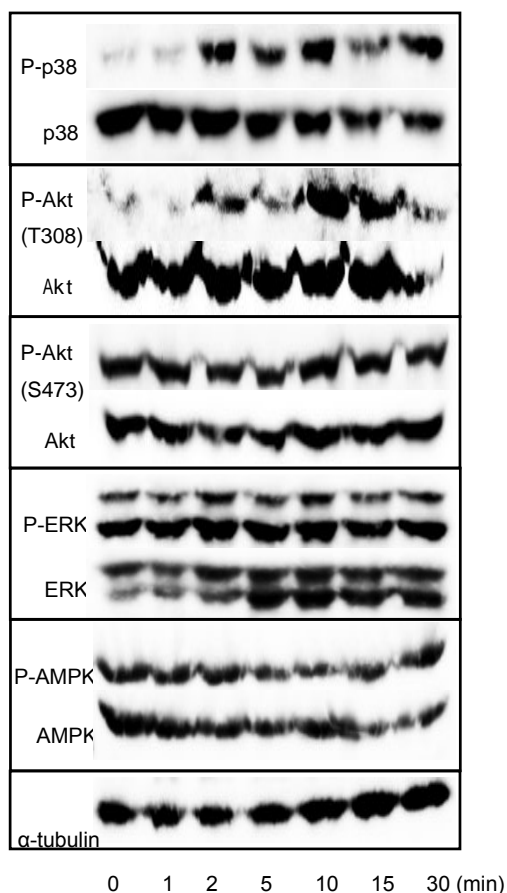 P-p38
p38
P-Akt
(T308)
Akt
P-Akt
(S473)
Akt
P-ERK
ERK
P-AMPK
AMPK
α-tubulin
0 1 2 5 10 15 30 (min)